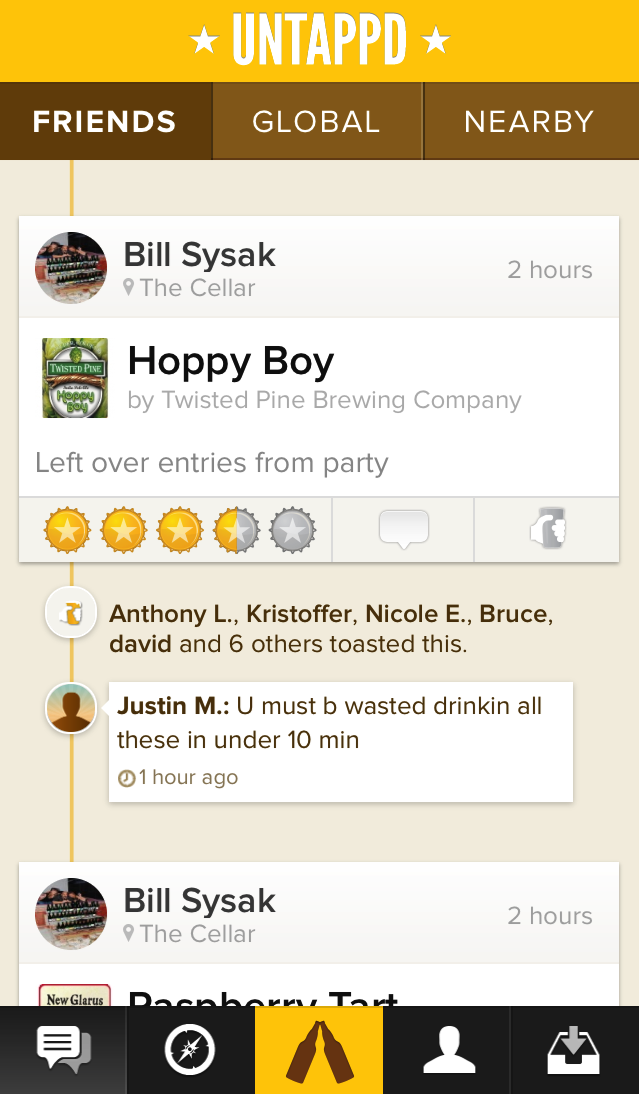 UNTAPPD
FRIENDS
GLOBAL
NEARBY
Bill Sysak
The Cellar
2 hours
TWISTED PINE
Hoppy
Boy
Hoppy Boy
by Twisted Pine Brewing Company
Left over entries from party
Anthony L., Kristoffer, Nicole E., Bruce,
david and 6 others toasted this.
Justin M.: U must b wasted drinkin all
these in under 10 min
1 hour ago
Bill Sysak
The Cellar
2 hours
New Glarus
Raspberry Tart